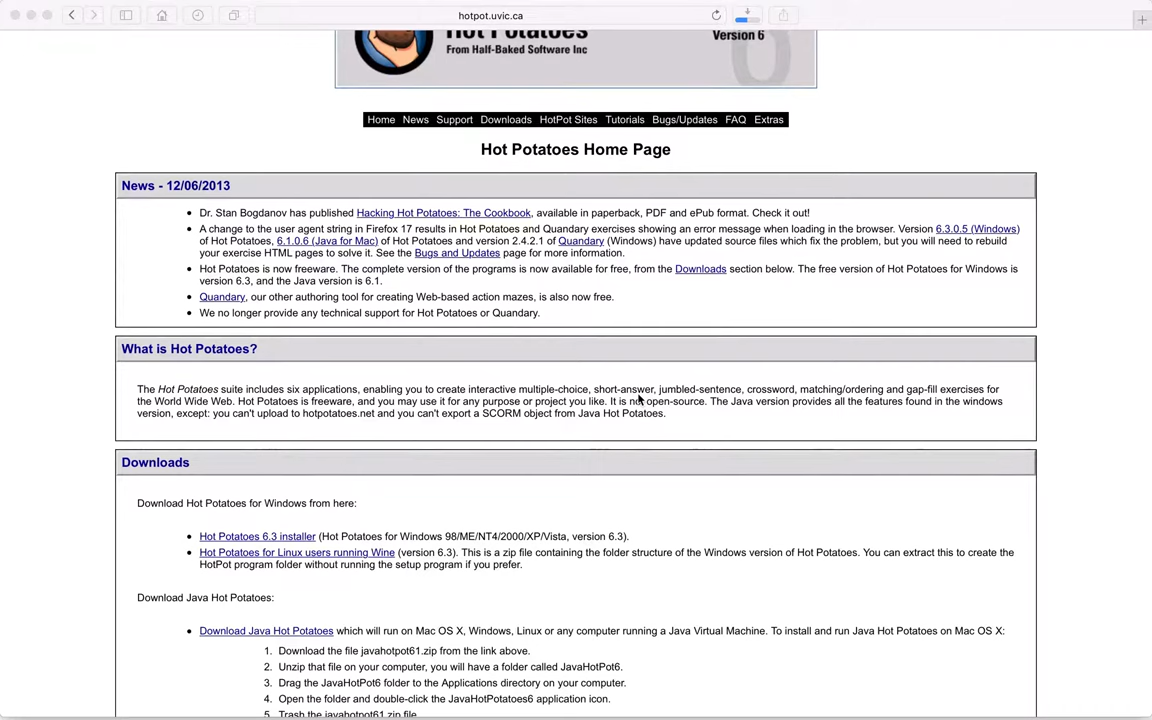 hotpot.uvic.ca
Hot Potatoes
Version 6
From Half-Baked Software Inc
6
Home News Support Downloads HotPot Sites Tutorials Bugs/Updates FAQ Extras
Hot Potatoes Home Page
News - 12/06/2013
• Dr. Stan Bogdanov has published Hacking Hot Potatoes: The Cookbook, available in paperback, PDF and ePub format. Check it out!
• A change to the user agent string in Firefox 17 results in Hot Potatoes and Quandary exercises showing an error message when loading in the browser. Version 6.3.0.5 (Windows)
of Hot Potatoes, 6.1.0.6 (Java for Mac) of Hot Potatoes and version 2.4.2.1 of Quandary (Windows) have updated source files which fix the problem, but you will need to rebuild
your exercise HTML pages to solve it. See the Bugs and Updates page for more information.
• Hot Potatoes is now freeware. The complete version of the programs is now available for free, from the Downloads section below. The free version of Hot Potatoes for Windows is
version 6.3, and the Java version is 6.1.
• Quandary, our other authoring tool for creating Web-based action mazes, is also now free.
• We no longer provide any technical support for Hot Potatoes or Quandary.
What is Hot Potatoes?
The Hot Potatoes suite includes six applications, enabling you to create interactive multiple-choice, short-answer, jumbled-sentence, crossword, matching/ordering and gap-fill exercises for
the World Wide Web. Hot Potatoes is freeware, and you may use it for any purpose or project you like. It is not open-source. The Java version provides all the features found in the windows
version, except: you can't upload to hotpotatoes.net and you can't export a SCORM object from Java Hot Potatoes.
Downloads
Download Hot Potatoes for Windows from here:
• Hot Potatoes 6.3 installer (Hot Potatoes for Windows 98/ME/NT4/2000/XP/Vista, version 6.3).
• Hot Potatoes for Linux users running Wine (version 6.3). This is a zip file containing the folder structure of the Windows version of Hot Potatoes. You can extract this to create the
HotPot program folder without running the setup program if you prefer.
Download Java Hot Potatoes:
• Download Java Hot Potatoes which will run on Mac OS X, Windows, Linux or any computer running a Java Virtual Machine. To install and run Java Hot Potatoes on Mac OS X:
1. Download the file javahotpot61.zip from the link above.
2. Unzip that file on your computer, you will have a folder called JavaHotPot6.
3. Drag the JavaHotPot6 folder to the Applications directory on your computer.
4. Open the folder and double-click the JavaHotPotatoes6 application icon.
5. Trash the javahotpot61.zip file.